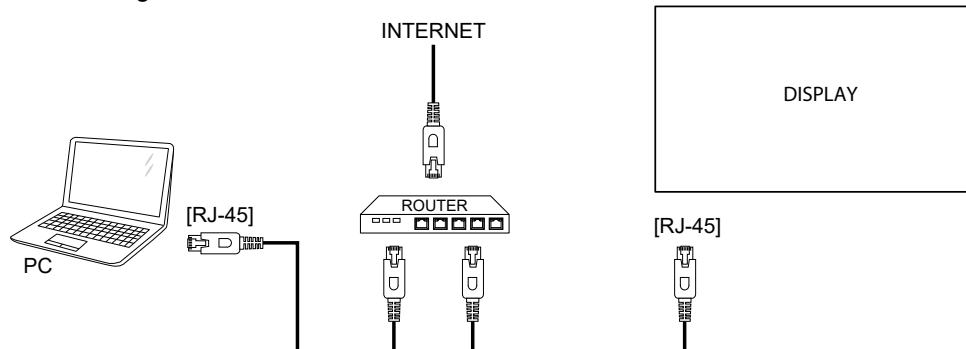 INTERNET
DISPLAY
ROUTER
[RJ-45]
[RJ-45]
PC